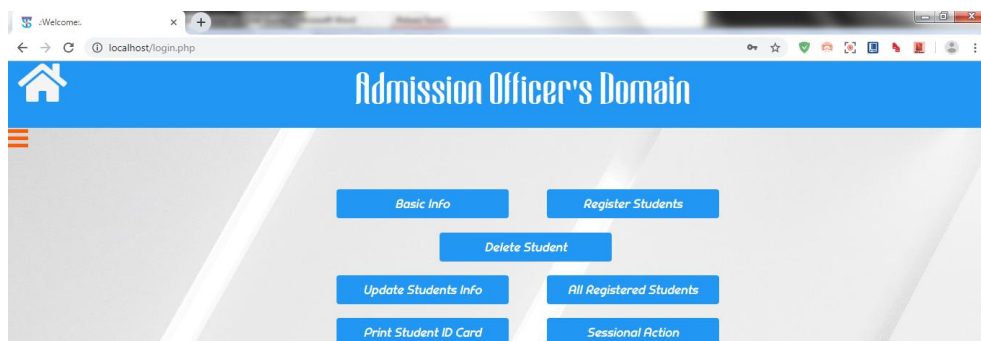 .:Welcome:.
localhost/login.php
Admission Officer's Domain
Basic Info Register Students
Delete Student
Update Students Info All Registered Students
Print Student ID Card Sessional Action